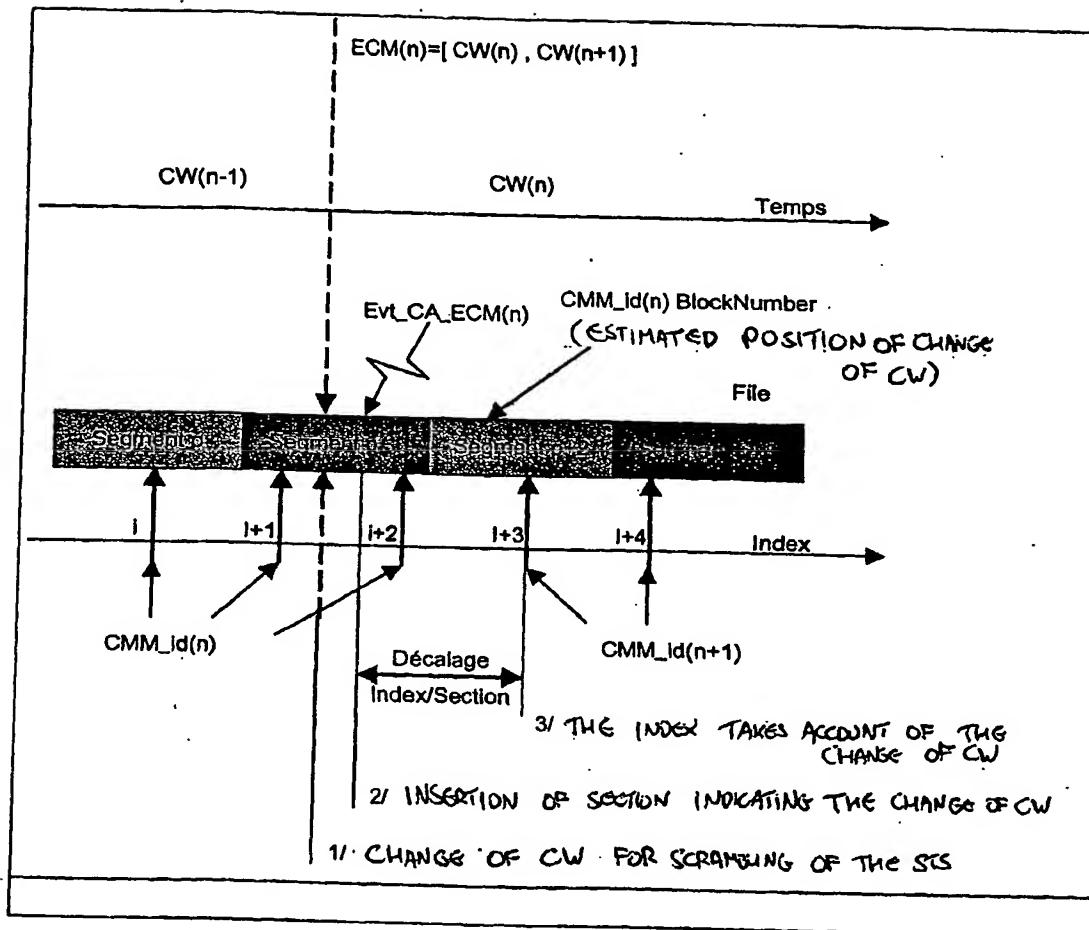 ECM(n)=[ CW(n) , CW(n+1) ]
CW(n-1)
CW(n)
Temps
Evt_CA_ECM(n)
CMM_id(n) BlockNumber
(ESTIMATED POSITION OF CHANGE
OF CW)
File
Segment
Segment
i
I+1
i+2
I+3
I+4
Index
CMM_id(n)
CMM_id(n+1)
Décalage
Index/Section
3/ THE INDEX TAKES ACCOUNT OF THE
CHANGE OF CW
2/ INSERTION OF SECTION INDICATING THE CHANGE OF CW
1/ CHANGE OF CW FOR SCRAMBLING OF THE STS